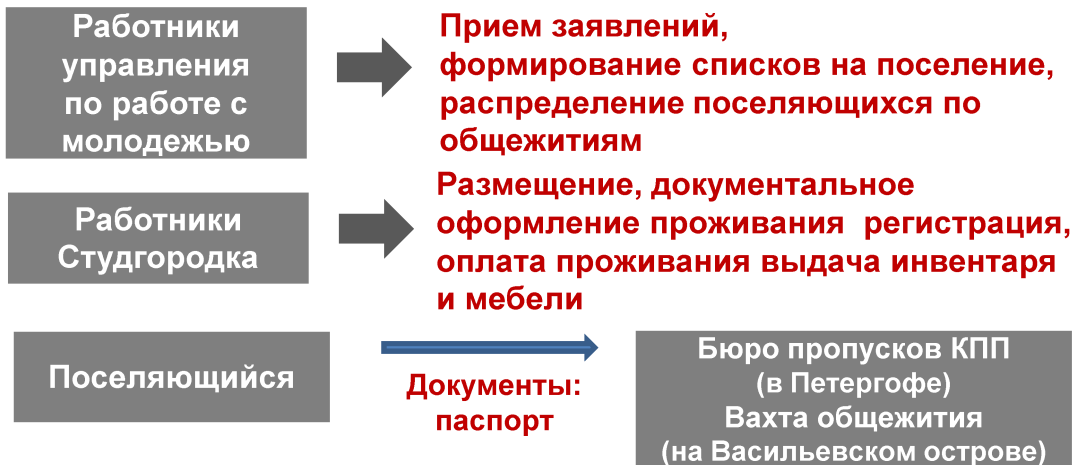 Работники
управления
по работе с
молодежью
Прием заявлений,
формирование списков на поселение,
распределение поселяющихся по
общежитиям
Работники
Студгородка
Размещение, документальное
оформление проживания  регистрация,
оплата проживания выдача инвентаря
и мебели
Поселяющийся
Документы:
паспорт
Бюро пропусков КПП
(в Петергофе)
Вахта общежития
(на Васильевском острове)